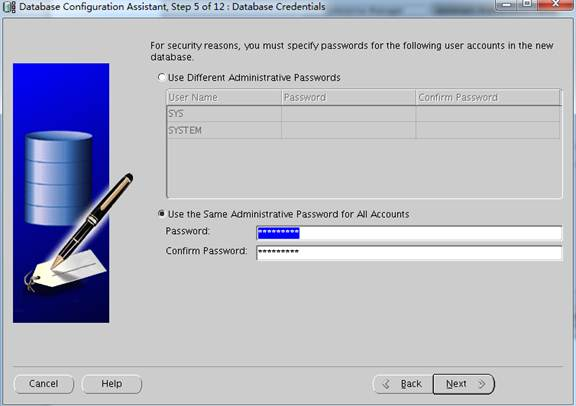 Database Configuration Assistant, Step 5 of 12 : Database Credentials
For security reasons, you must specify passwords for the following user accounts in the new
database.
Use Different Administrative Passwords
User Name Password Confirm Password
SYS
SYSTEM
Use the Same Administrative Password for All Accounts
Password: *********
Confirm Password: *********
Cancel Help Back Next